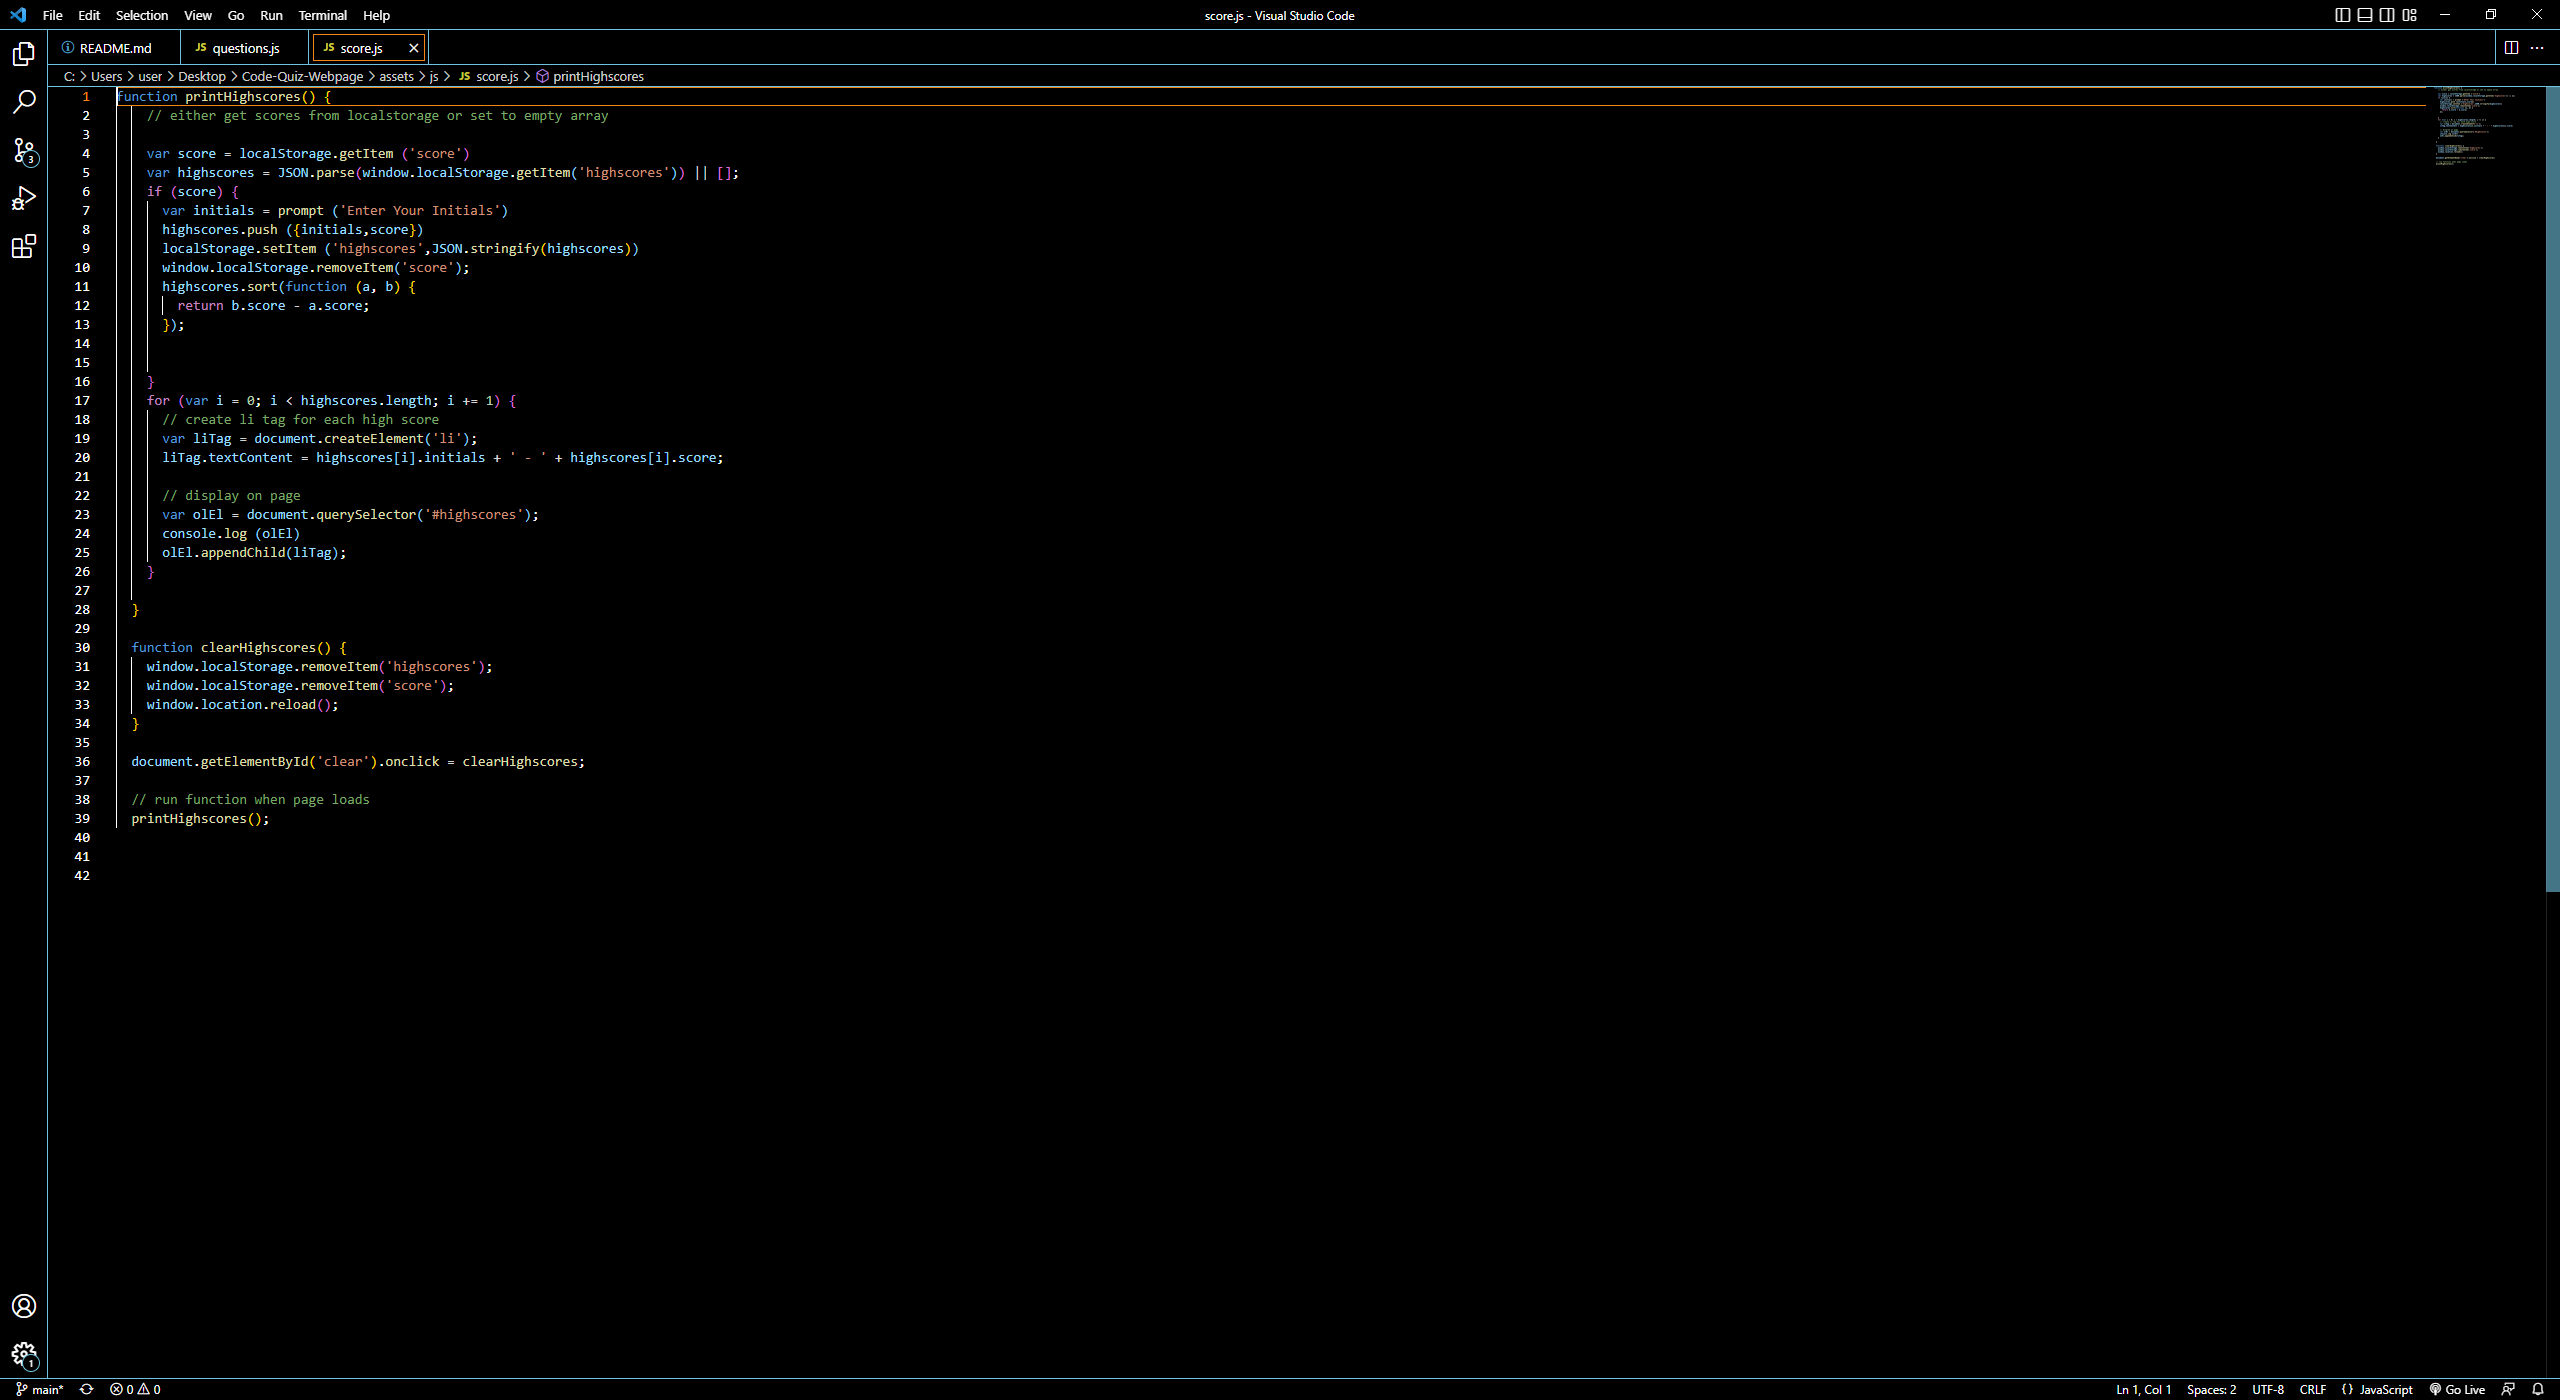 File Edit Selection View Go Run Terminal Help
score.js - Visual Studio Code
README.md
JS questions.js
JS score.js
C: > Users > user > Desktop > Code-Quiz-Webpage > assets > js > JS score.js > printHighscores
1 function printHighscores() {
2 // either get scores from localstorage or set to empty array
3
4 var score = localStorage.getItem ('score')
5 var highscores = JSON.parse(window.localStorage.getItem('highscores')) || [];
6 if (score) {
7 var initials = prompt ('Enter Your Initials')
8 highscores.push ({initials,score})
9 localStorage.setItem ('highscores',JSON.stringify(highscores))
10 window.localStorage.removeItem('score');
11 highscores.sort(function (a, b) {
12 return b.score - a.score;
13 });
14
15
16 }
17 for (var i = 0; i < highscores.length; i += 1) {
18 // create li tag for each high score
19 var liTag = document.createElement('li');
20 liTag.textContent = highscores[i].initials + ' - ' + highscores[i].score;
21
22 // display on page
23 var olEl = document.querySelector('#highscores');
24 console.log (olEl)
25 olEl.appendChild(liTag);
26 }
27
28 }
29
30 function clearHighscores() {
31 window.localStorage.removeItem('highscores');
32 window.localStorage.removeItem('score');
33 window.location.reload();
34 }
35
36 document.getElementById('clear').onclick = clearHighscores;
37
38 // run function when page loads
39 printHighscores();
40
41
42
3
1
main* 0 0
Ln 1, Col 1 Spaces: 2 UTF-8 CRLF {} JavaScript Go Live